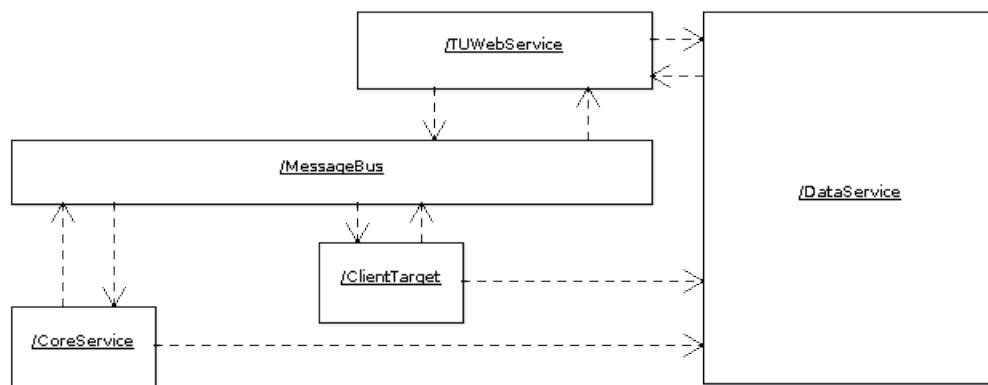 /TUWebService
/MessageBus
/DataService
/ClientTarget
/CoreService